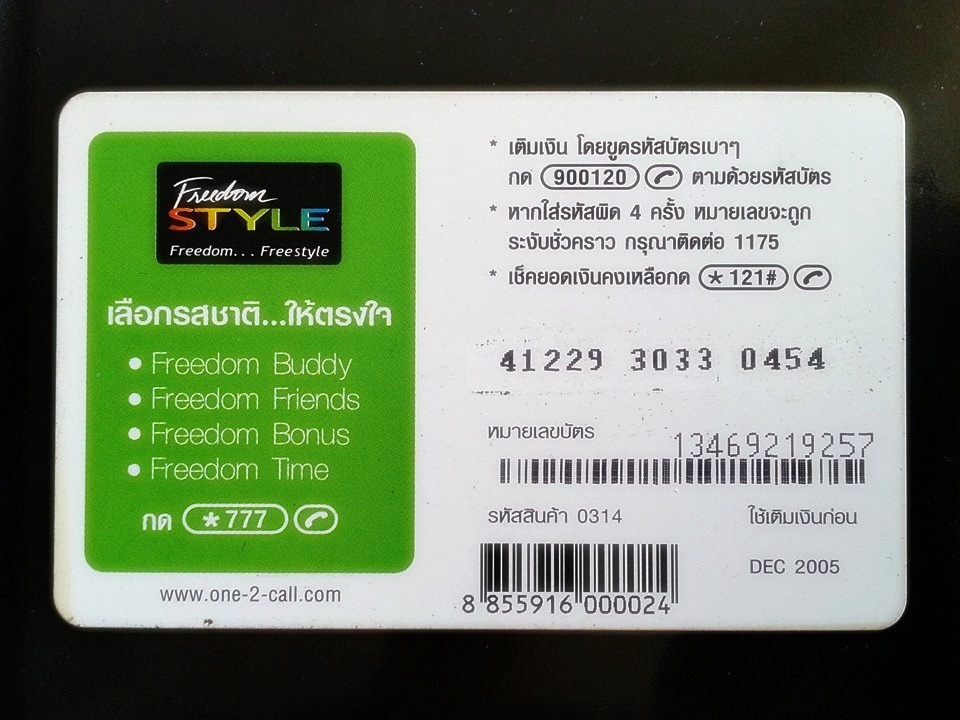 Freedom
STYLE
Freedom... Freestyle
เลือกรสชาติ...ให้ตรงใจ
• Freedom Buddy
• Freedom Friends
• Freedom Bonus
• Freedom Time
กด *777
www.one-2-call.com
* เติมเงิน โดยขูดรหัสบัตรเบาๆ
กด 900120 ตามด้วยรหัสบัตร
* หากใส่รหัสผิด 4 ครั้ง หมายเลขจะถูก
ระงับชั่วคราว กรุณาติดต่อ 1175
* เช็คยอดเงินคงเหลือกด *121#
41229 3033 0454
หมายเลขบัตร
13469219257
รหัสสินค้า 0314
ใช้เติมเงินก่อน
DEC 2005
8 855916 000024